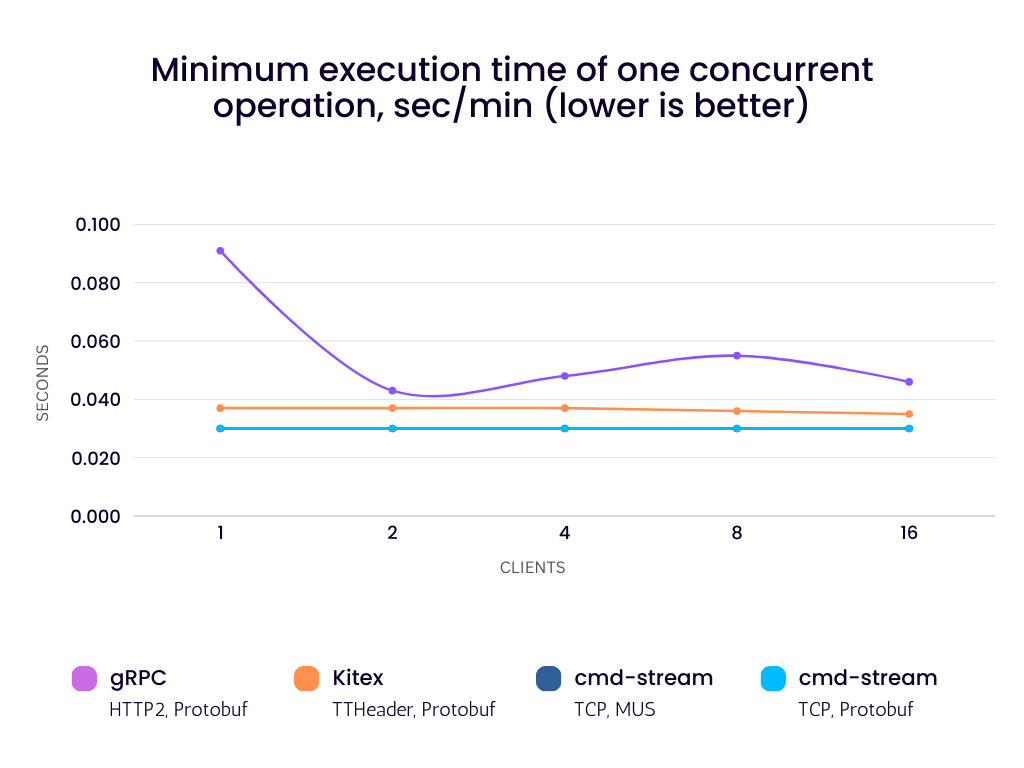 Minimum execution time of one concurrent
operation, sec/min (lower is better)
0.100
0.080
0.060
0.040
0.020
0.000
SECONDS
1 2 4 8 16
CLIENTS
gRPC
HTTP2, Protobuf
Kitex
TTHeader, Protobuf
cmd-stream
TCP, MUS
cmd-stream
TCP, Protobuf